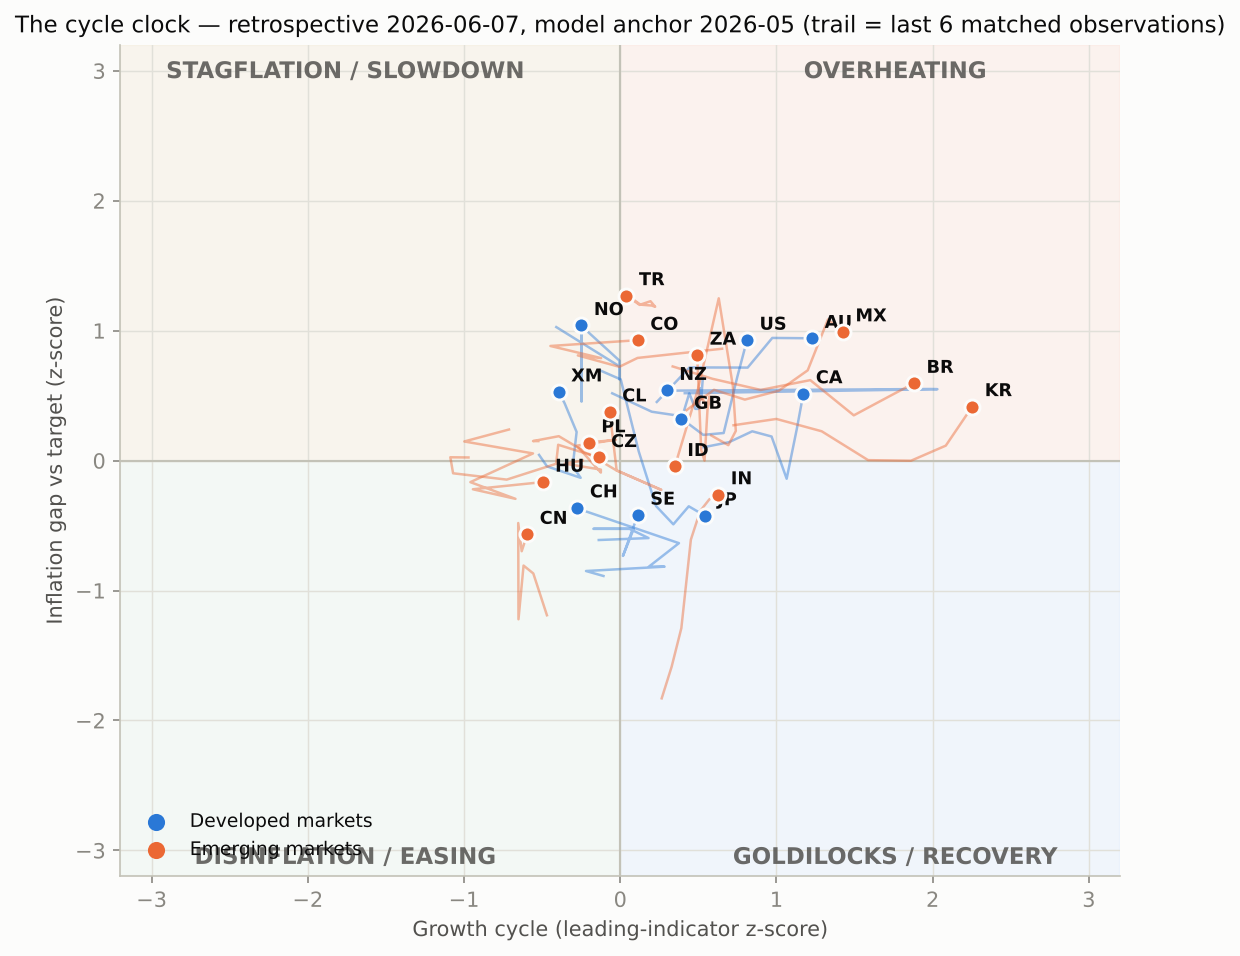 The cycle clock — retrospective 2026-06-07, model anchor 2026-05 (trail = last 6 matched observations)
STAGFLATION / SLOWDOWN
OVERHEATING
3
2
1
0
−1
−2
−3
Inflation gap vs target (z-score)
TR
NO
CO
ZA
US
AU
MX
XM
NZ
CA
BR
KR
CL
GB
PL
CZ
ID
HU
IN
CH
SE
JP
CN
Developed markets
Emerging markets
DISINFLATION / EASING
GOLDILOCKS / RECOVERY
−3
−2
−1
0
1
2
3
Growth cycle (leading-indicator z-score)